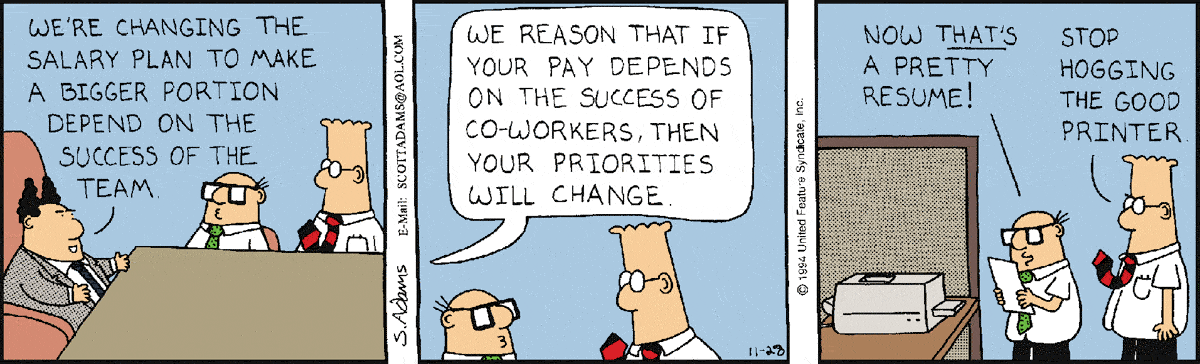 WE'RE CHANGING THE
SALARY PLAN TO MAKE
A BIGGER PORTION
DEPEND ON THE
SUCCESS OF THE
TEAM.
S. Adams
E-Mail: SCOTTADAMS@AOL.COM
WE REASON THAT IF
YOUR PAY DEPENDS
ON THE SUCCESS OF
CO-WORKERS, THEN
YOUR PRIORITIES
WILL CHANGE.
11-28
© 1994 United Feature Syndicate, Inc.
NOW THAT'S
A PRETTY
RESUME!
STOP
HOGGING
THE GOOD
PRINTER.